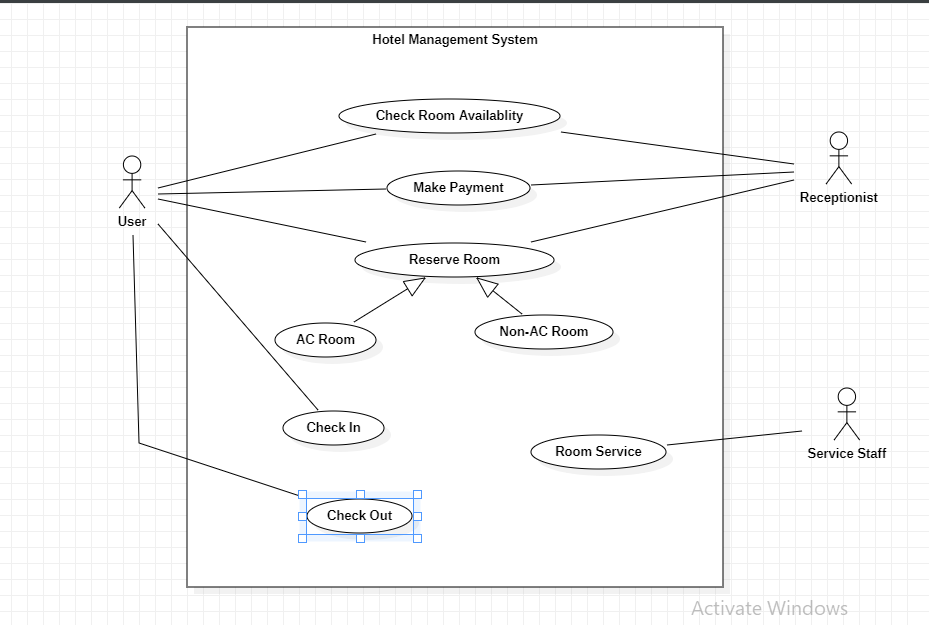 Hotel Management System
Check Room Availablity
Make Payment
Receptionist
User
Reserve Room
AC Room
Non-AC Room
Check In
Room Service
Service Staff
Check Out
Activate Windows